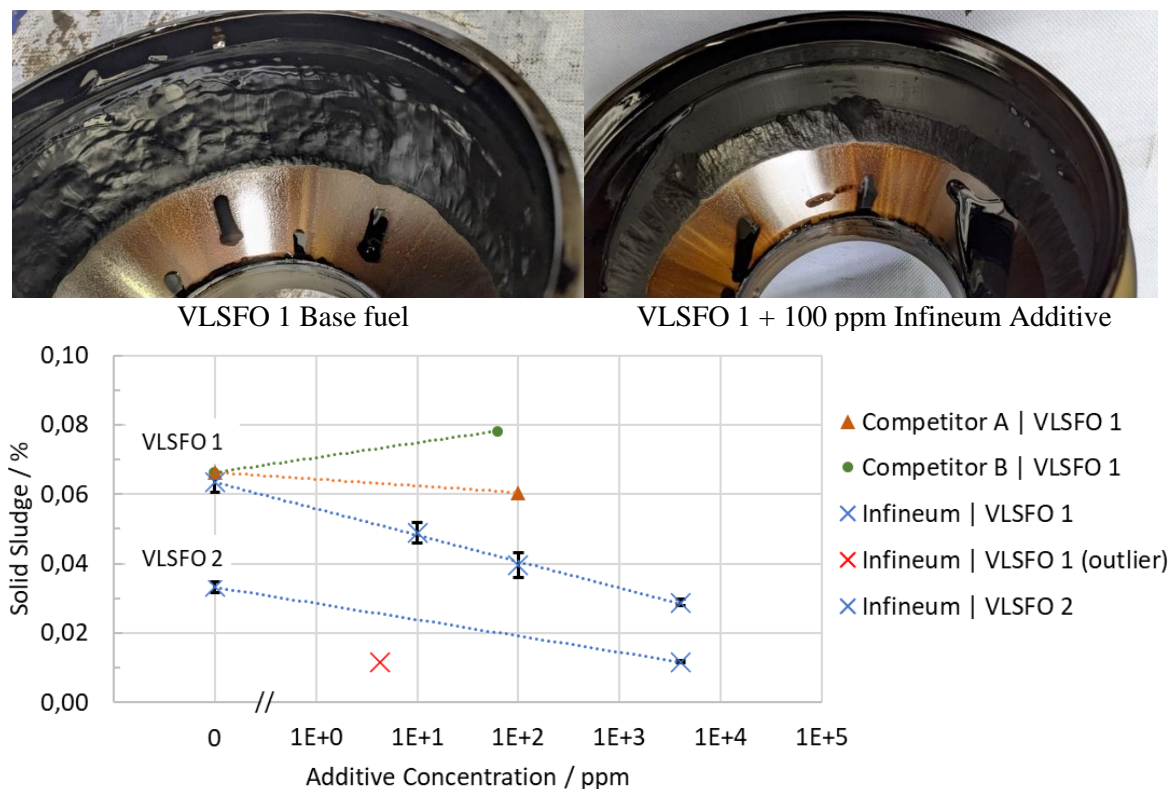 VLSFO 1 Base fuel
VLSFO 1 + 100 ppm Infineum Additive
0,10
0,08
0,06
0,04
0,02
0,00
Solid Sludge / %
VLSFO 1
VLSFO 2
0
//
1E+0
1E+1
1E+2
1E+3
1E+4
1E+5
Additive Concentration / ppm
Competitor A | VLSFO 1
Competitor B | VLSFO 1
Infineum | VLSFO 1
Infineum | VLSFO 1 (outlier)
Infineum | VLSFO 2